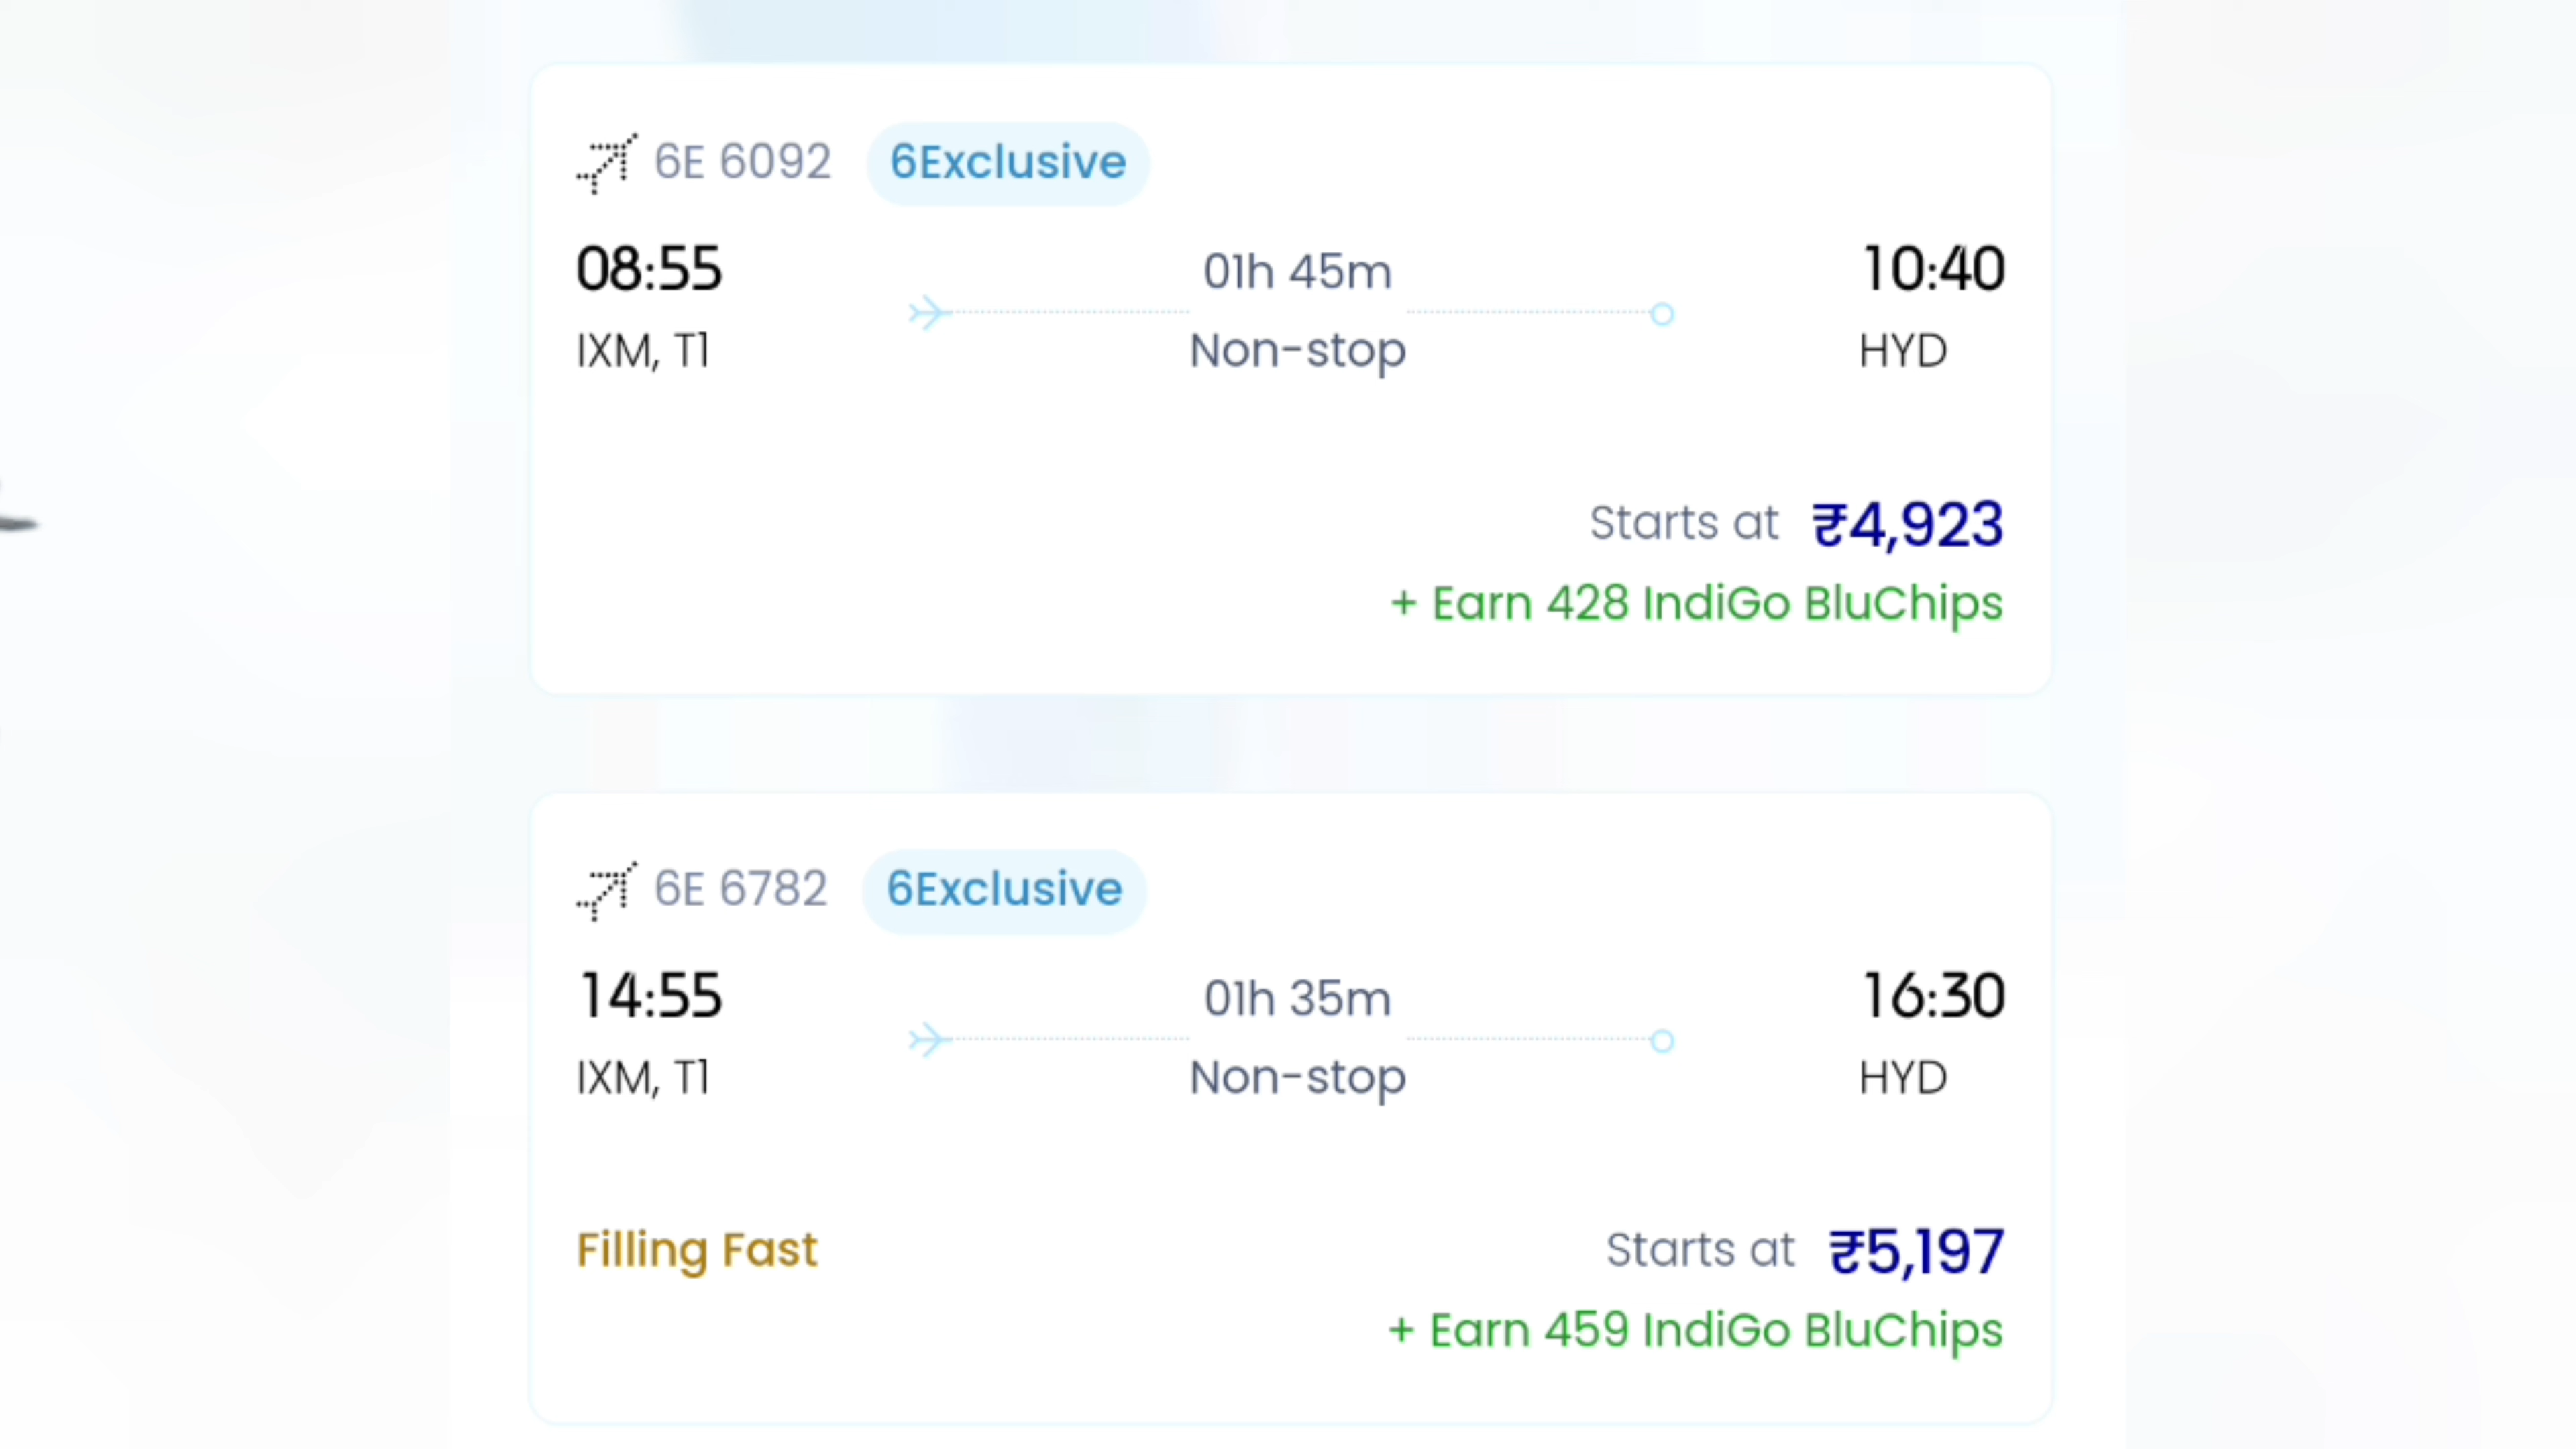 6E 6092 6Exclusive
08:55 01h 45m 10:40
IXM, T1 Non-stop HYD
Starts at ₹4,923
+ Earn 428 IndiGo BluChips
6E 6782 6Exclusive
14:55 01h 35m 16:30
IXM, T1 Non-stop HYD
Filling Fast Starts at ₹5,197
+ Earn 459 IndiGo BluChips